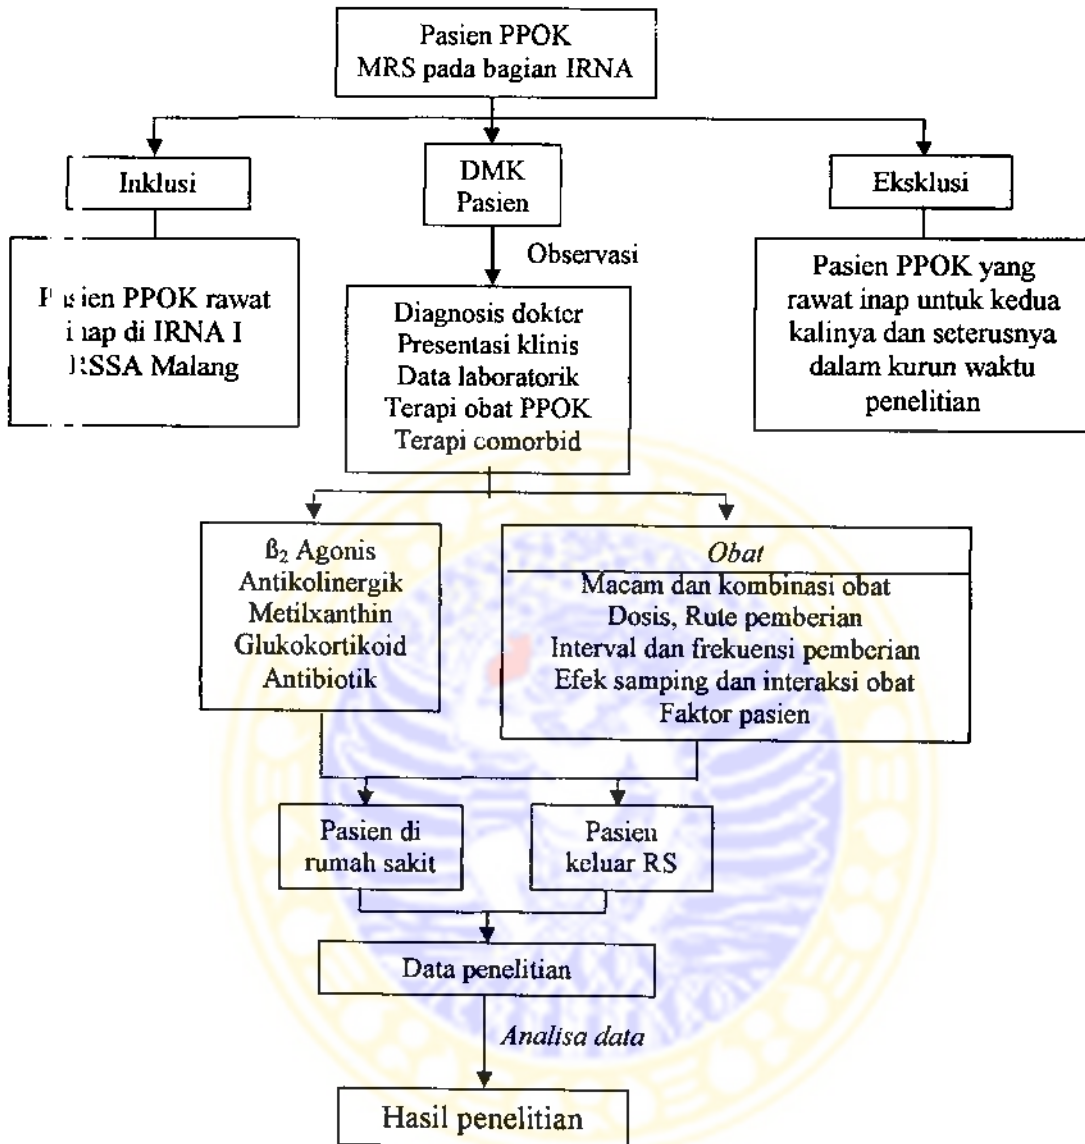 Pasien PPOK
MRS pada bagian IRNA
Inklusi
DMK
Pasien
Eksklusi
Observasi
Pasien PPOK rawat
inap di IRNA I
RSSA Malang
Diagnosis dokter
Presentasi klinis
Data laboratorik
Terapi obat PPOK
Terapi comorbid
Pasien PPOK yang
rawat inap untuk kedua
kalinya dan seterusnya
dalam kurun waktu
penelitian
ß₂ Agonis
Antikolinergik
Metilxanthin
Glukokortikoid
Antibiotik
Obat
Macam dan kombinasi obat
Dosis, Rute pemberian
Interval dan frekuensi pemberian
Efek samping dan interaksi obat
Faktor pasien
Pasien di
rumah sakit
Pasien
keluar RS
Data penelitian
Analisa data
Hasil penelitian